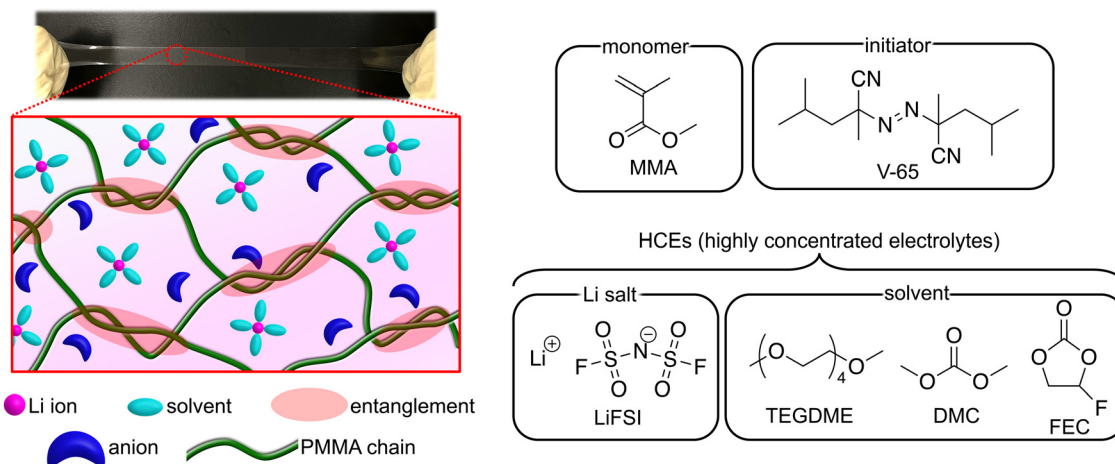 monomer
MMA
initiator
CN
N
N
CN
V-65
O
O
HCEs (highly concentrated electrolytes)
Li salt
Li⊕
O
O
⊖
F
S
N
S
F
O
O
LiFSI
solvent
O
O
4
TEGDME
O
O
O
DMC
O
O
O
F
FEC
Li ion
solvent
entanglement
anion
PMMA chain